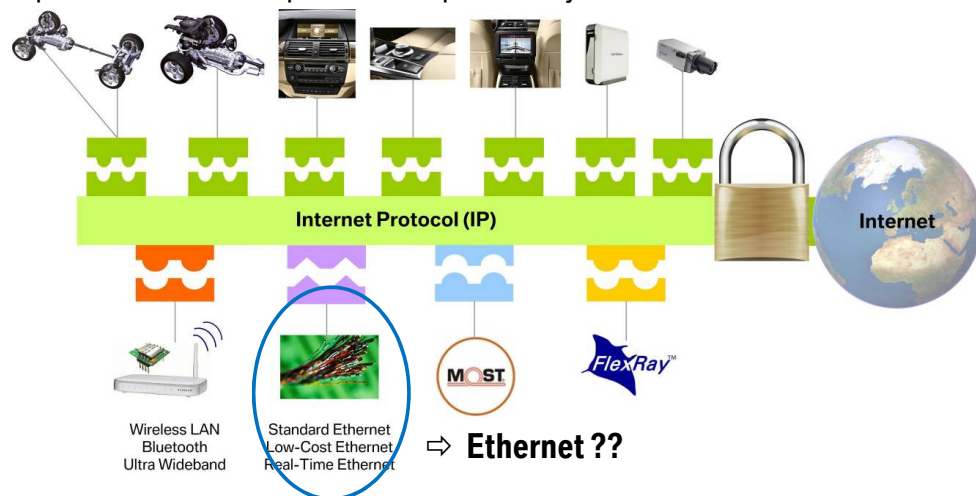 Internet Protocol (IP)
Internet
MOST
FlexRay™
Wireless LAN
Bluetooth
Ultra Wideband
Standard Ethernet
Low-Cost Ethernet
Real-Time Ethernet
⇨ Ethernet ??